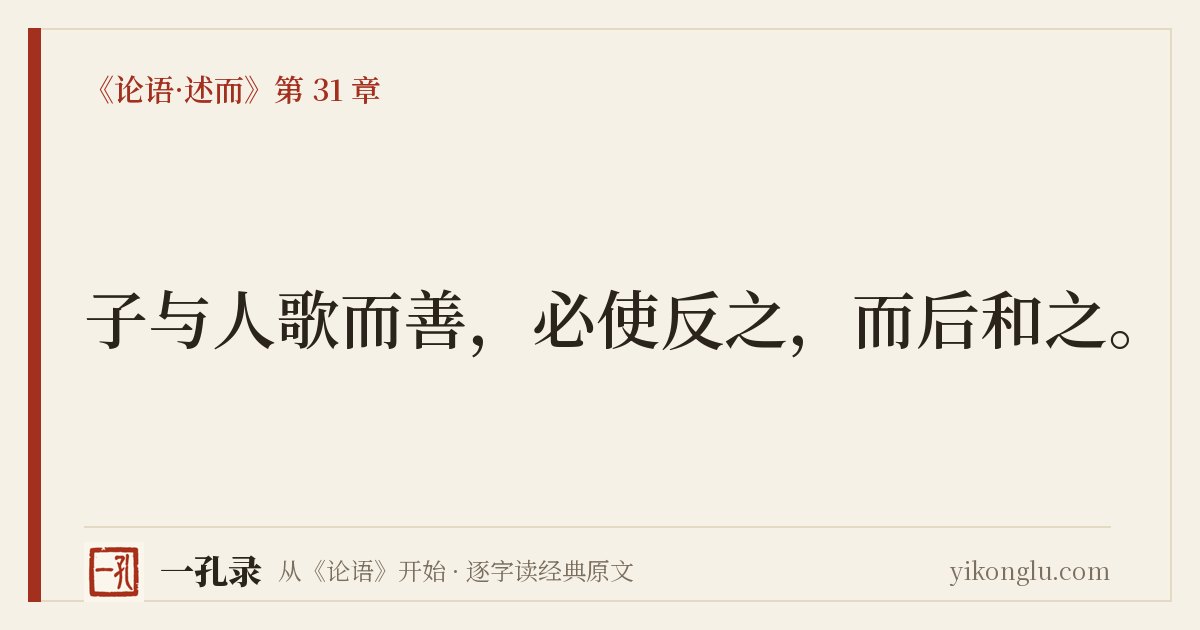 《论语·述而》第 31 章
子与人歌而善，必使反之，而后和之。
一孔
一孔录 从《论语》开始 · 逐字读经典原文 yikonglu.com